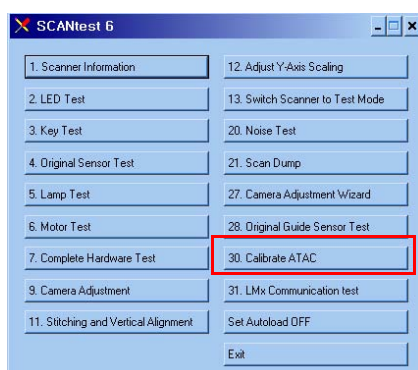 SCANtest 6
1. Scanner Information
2. LED Test
3. Key Test
4. Original Sensor Test
5. Lamp Test
6. Motor Test
7. Complete Hardware Test
9. Camera Adjustment
11. Stitching and Vertical Alignment
12. Adjust Y-Axis Scaling
13. Switch Scanner to Test Mode
20. Noise Test
21. Scan Dump
27. Camera Adjustment Wizard
28. Original Guide Sensor Test
30. Calibrate ATAC
31. LMx Communication test
Set Autoload OFF
Exit